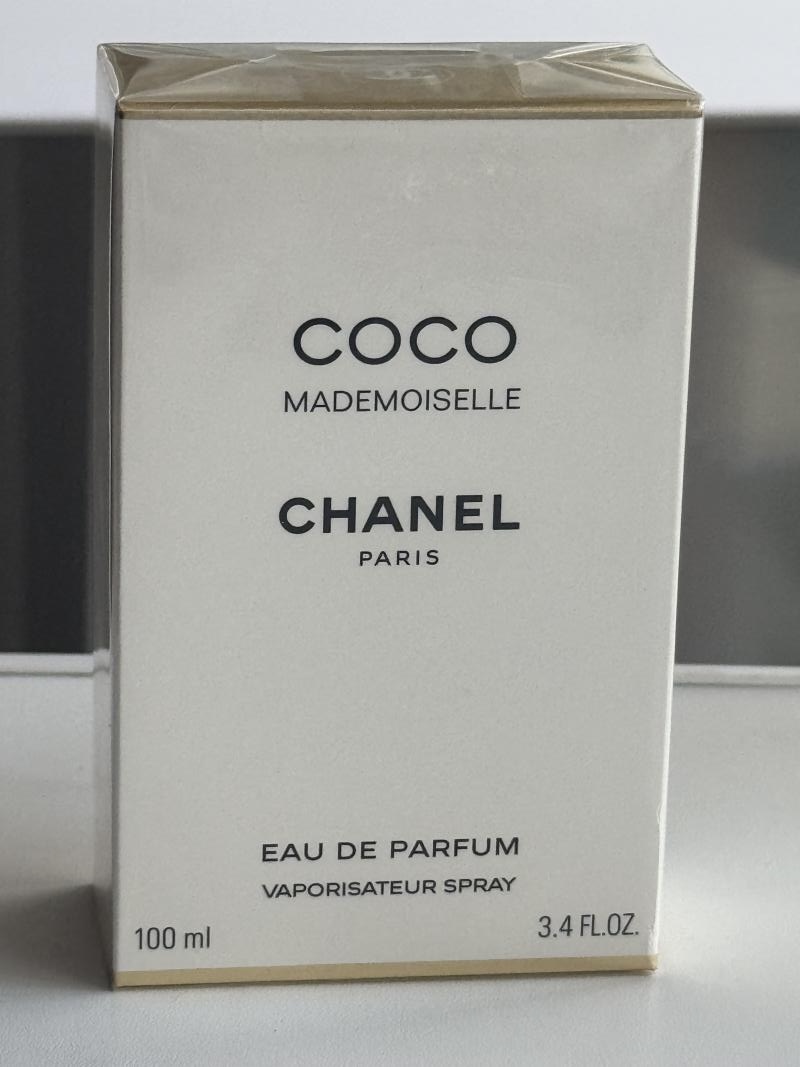 COCO
MADEMOISELLE
CHANEL
PARIS
EAU DE PARFUM
VAPORISATEUR SPRAY
100 ml 3.4 FL.OZ.